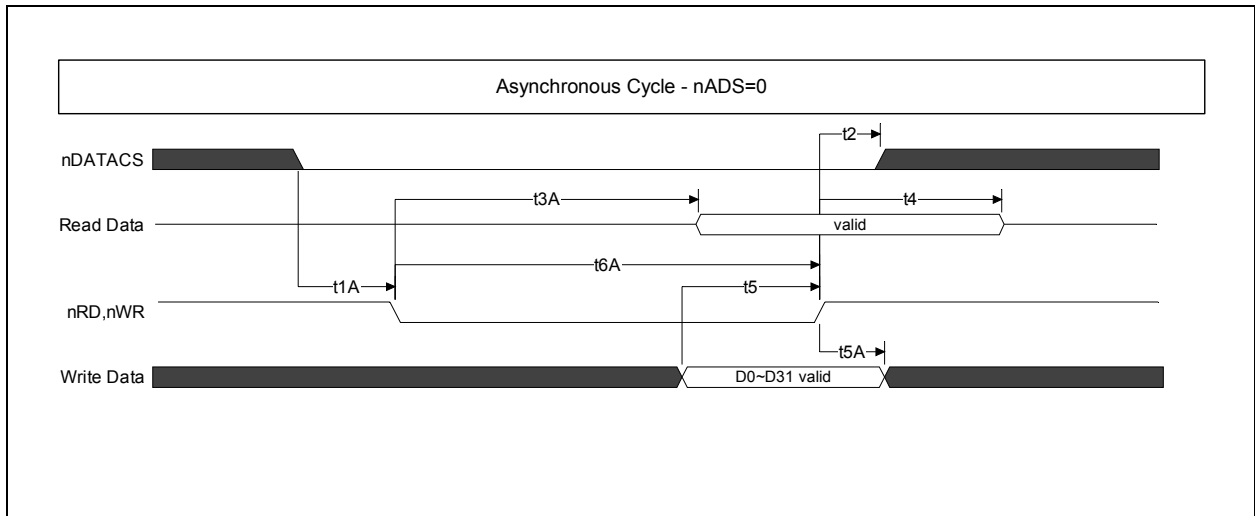 Asynchronous Cycle - nADS=0
t2
nDATACS
t3A
t4
Read Data
valid
t6A
t1A
t5
nRD,nWR
t5A
Write Data
D0~D31 valid